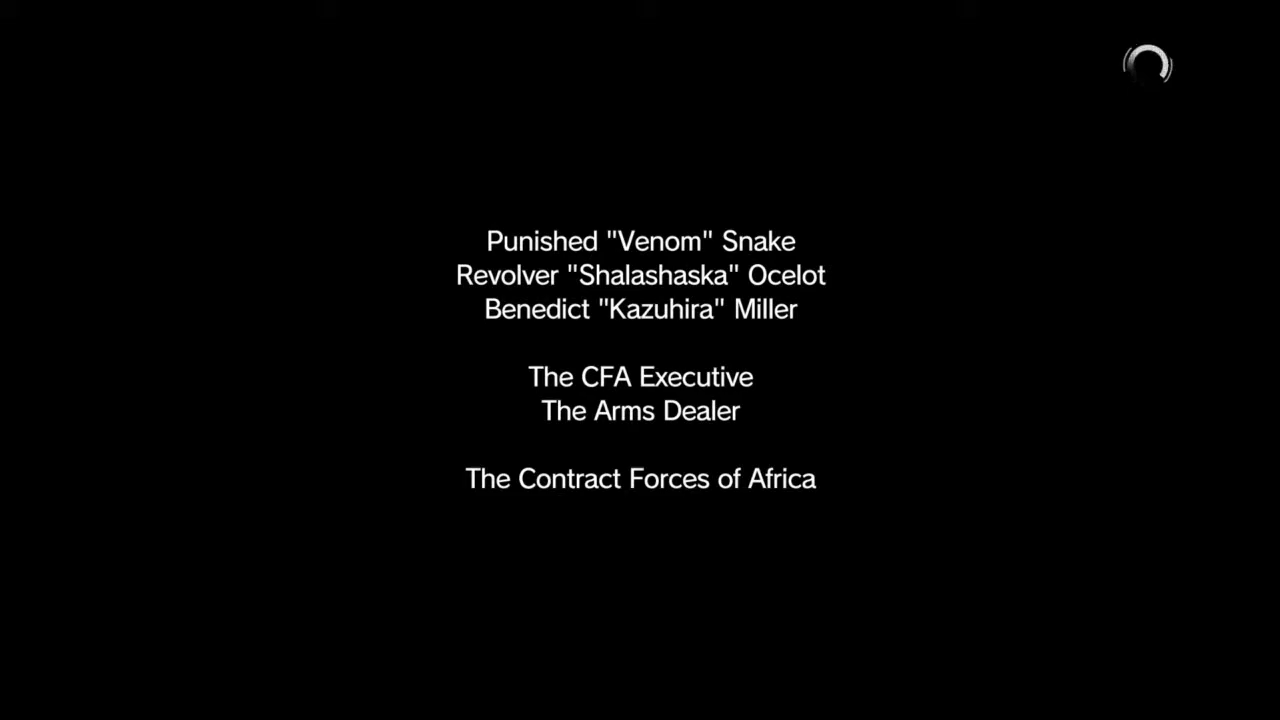 Punished "Venom" Snake
Revolver "Shalashaska" Ocelot
Benedict "Kazuhira" Miller
The CFA Executive
The Arms Dealer
The Contract Forces of Africa